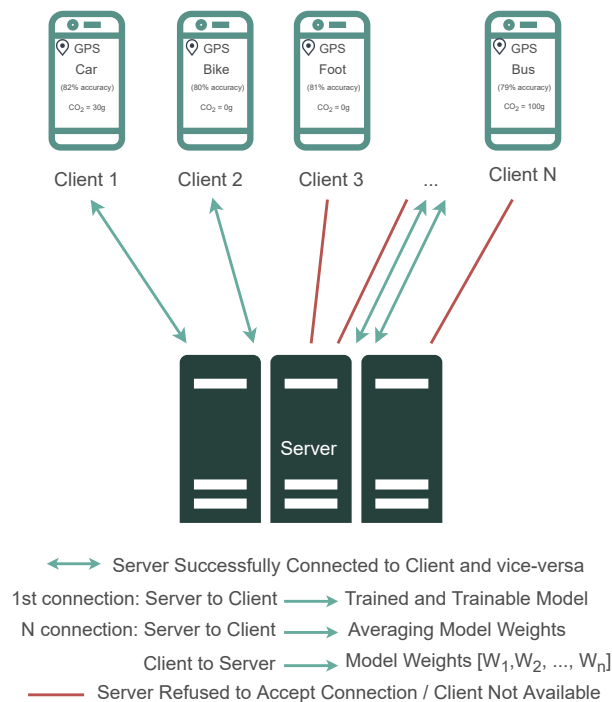 GPS
Car
(82% accuracy)
CO₂ = 30g
GPS
Bike
(80% accuracy)
CO₂ = 0g
GPS
Foot
(81% accuracy)
CO₂ = 0g
GPS
Bus
(79% accuracy)
CO₂ = 100g
Client 1
Client 2
Client 3
...
Client N
Server
Server Successfully Connected to Client and vice-versa
1st connection: Server to Client Trained and Trainable Model
N connection: Server to Client Averaging Model Weights
Client to Server Model Weights [W₁,W₂, ..., Wₙ]
Server Refused to Accept Connection / Client Not Available